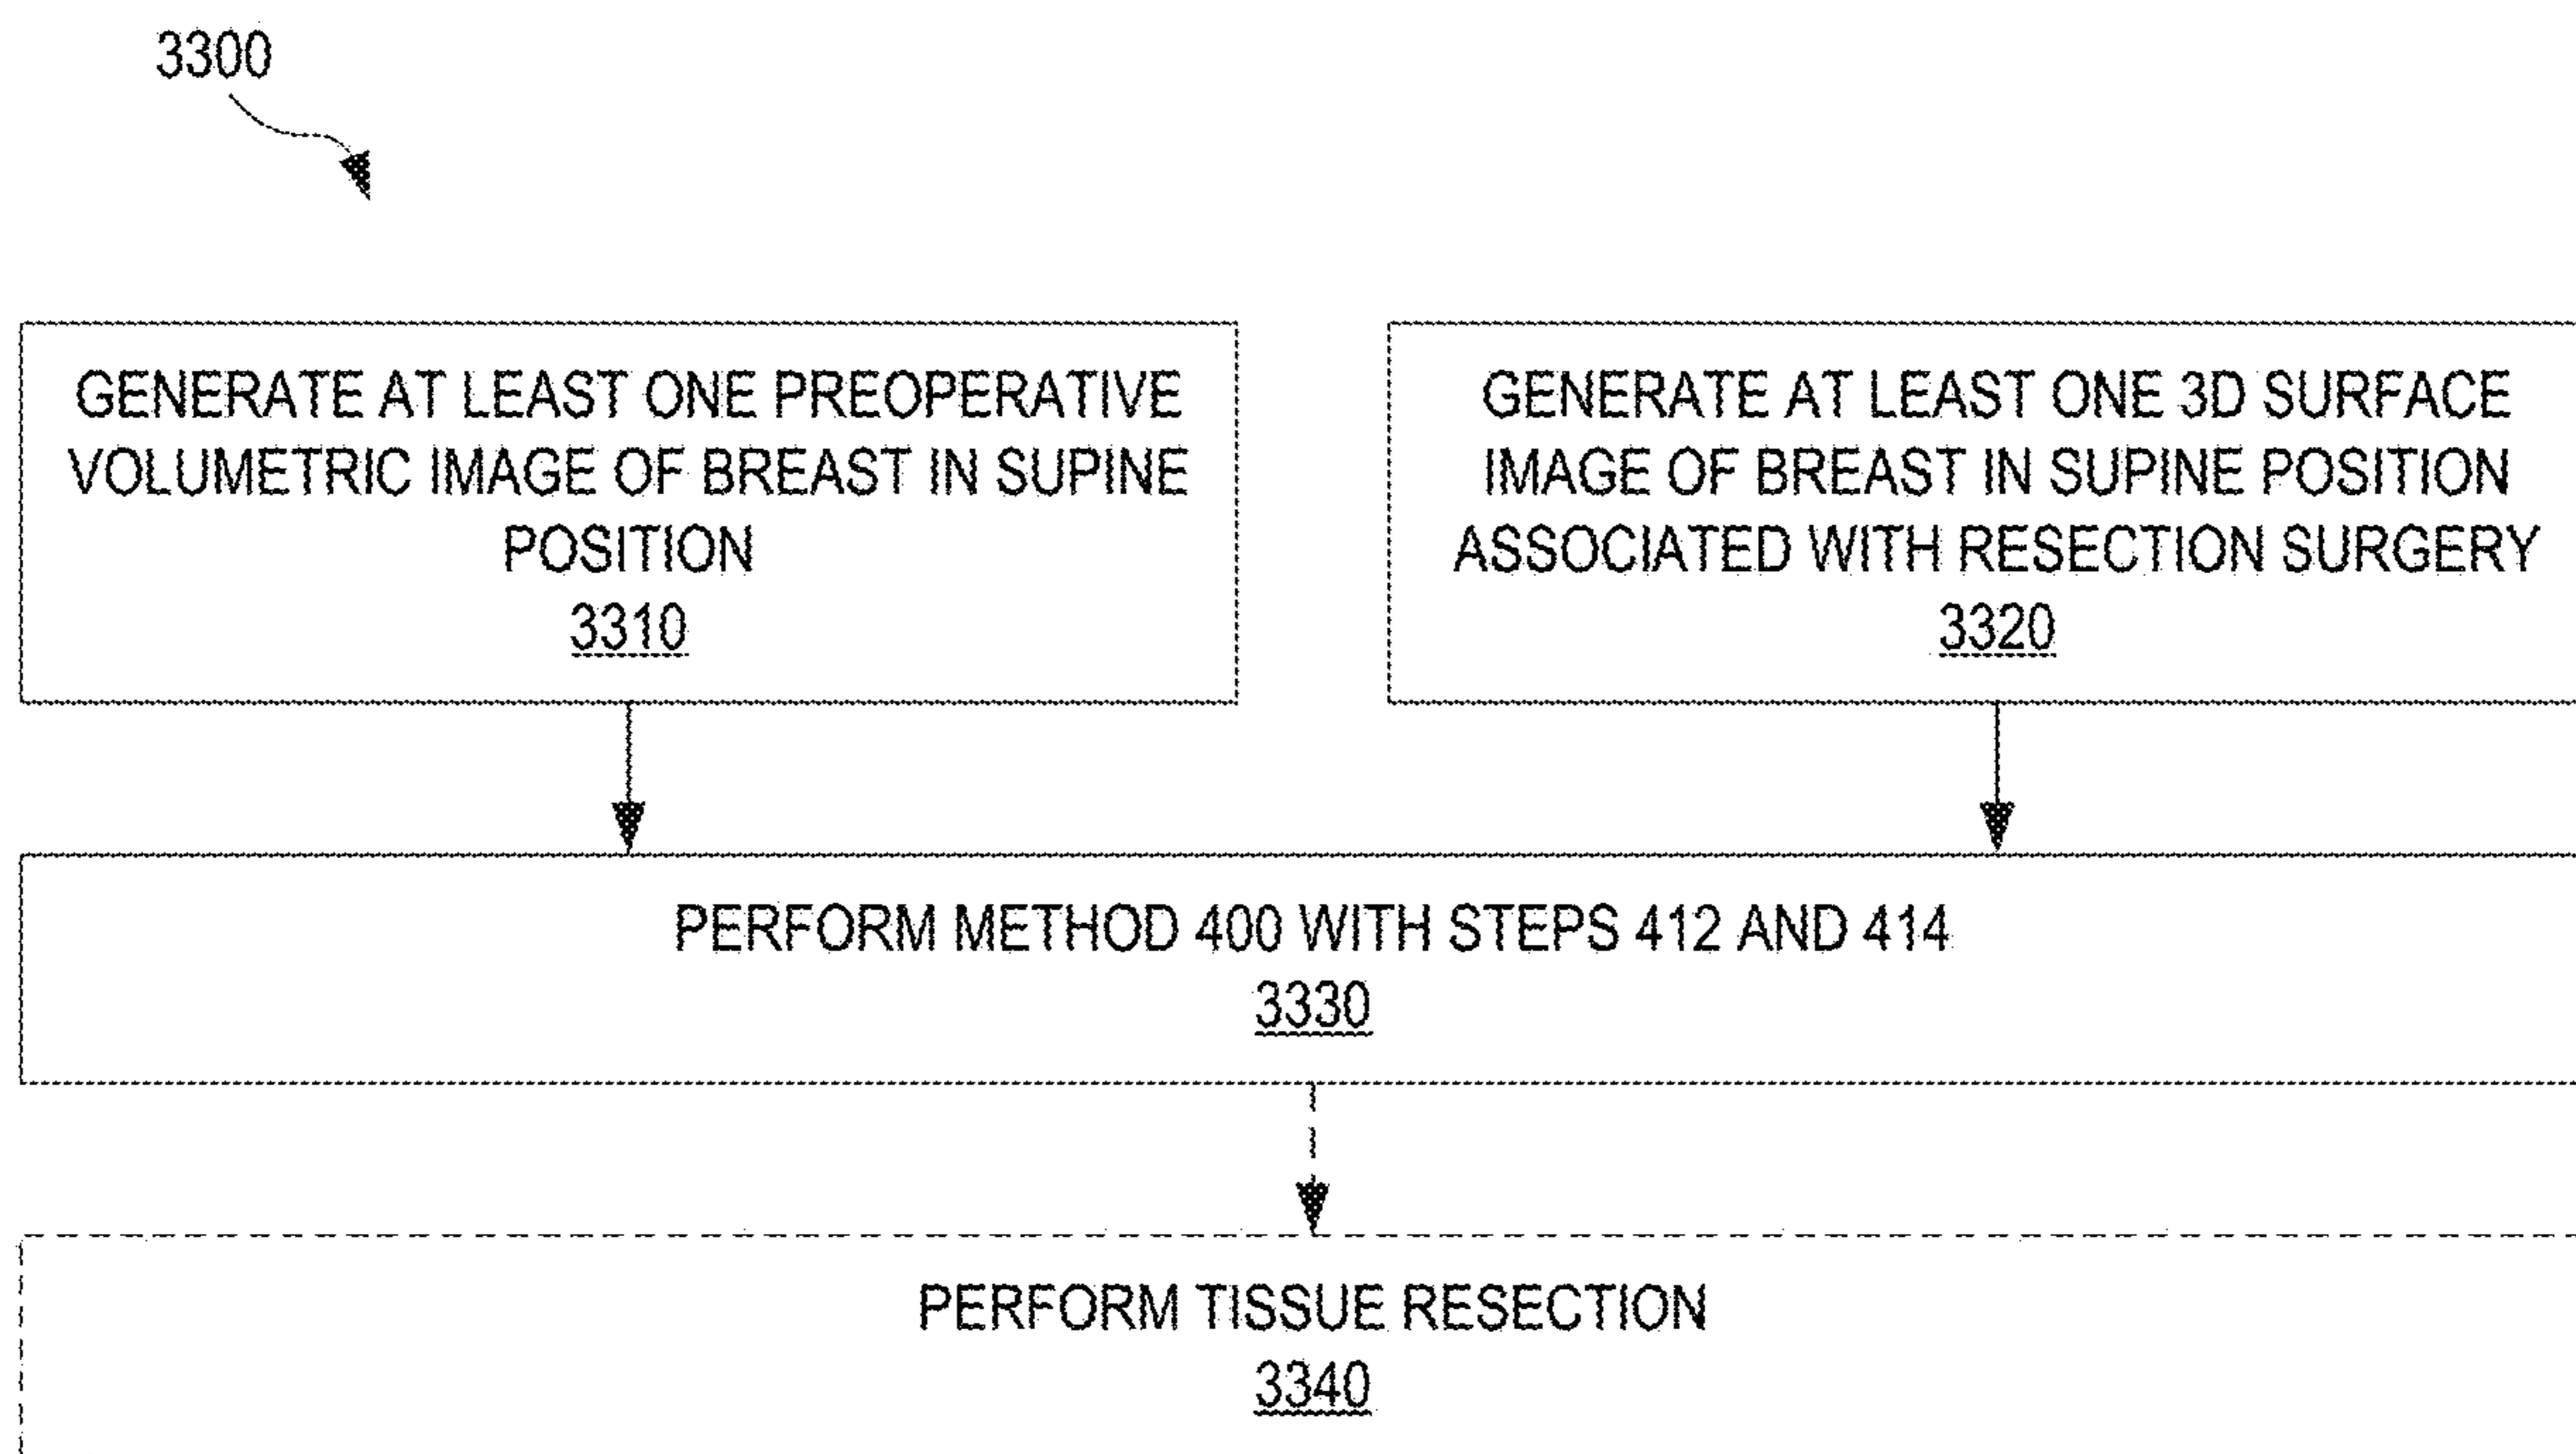 3300
GENERATE AT LEAST ONE PREOPERATIVE
VOLUMETRIC IMAGE OF BREAST IN SUPINE
POSITION
3310
GENERATE AT LEAST ONE 3D SURFACE
IMAGE OF BREAST IN SUPINE POSITION
ASSOCIATED WITH RESECTION SURGERY
3320
PERFORM METHOD 400 WITH STEPS 412 AND 414
3330
PERFORM TISSUE RESECTION
3340